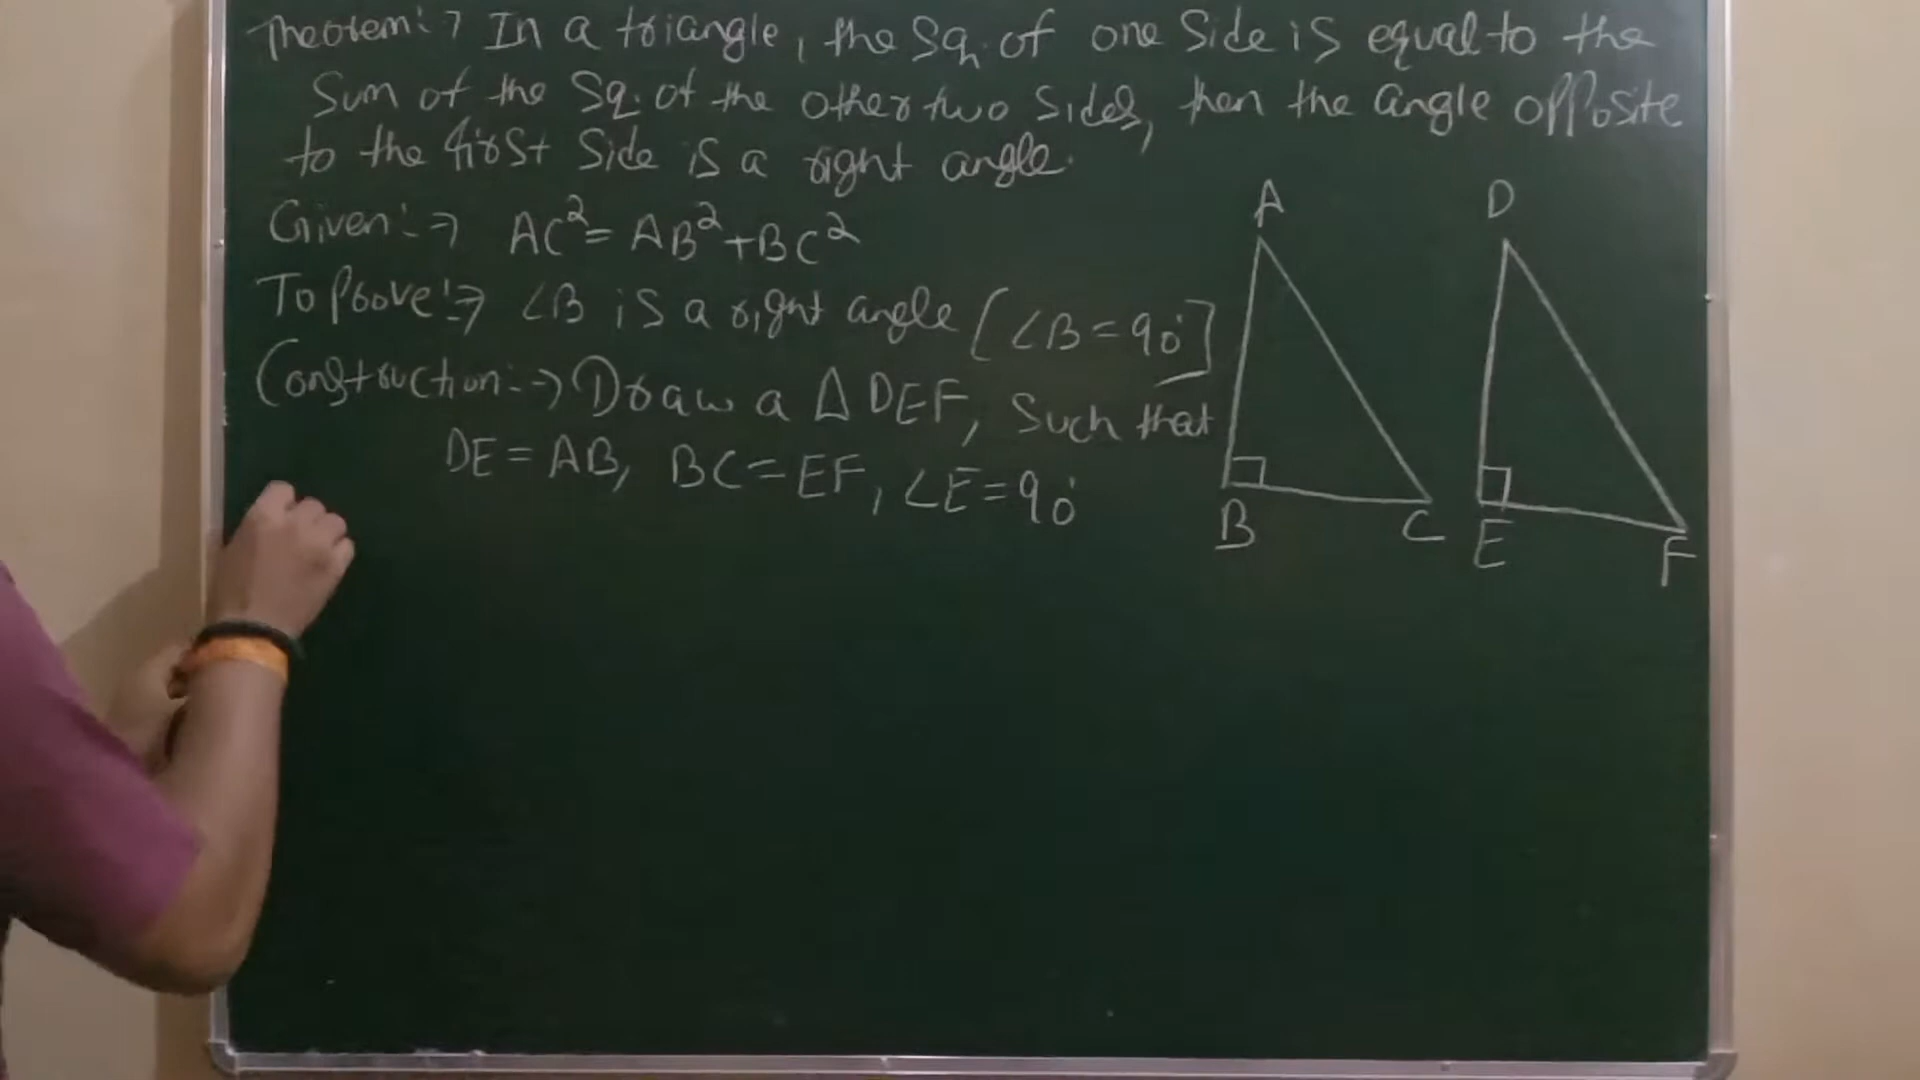 Theorem:→ In a triangle, the sq. of one side is equal to the
Sum of the Sq. of the other two Sides, then the angle opposite
to the first Side is a right angle.
Given:→ AC²=AB²+BC²
To Prove:→ ∠B is a right angle [∠B=90°]
Construction:→ Draw a Δ DEF, Such that
DE=AB, BC=EF, ∠E=90°
A
B
C
D
E
F